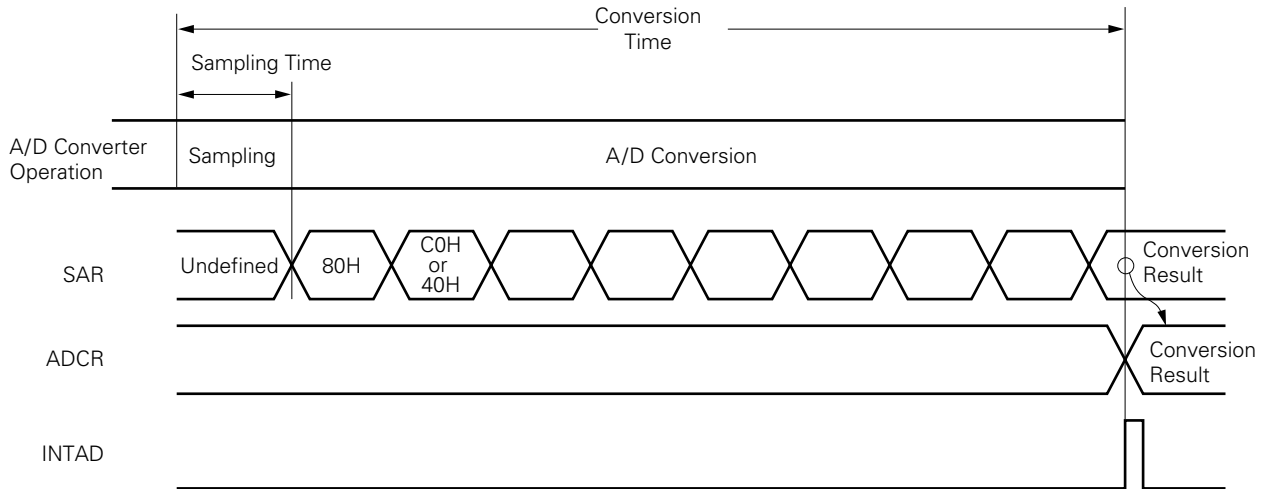 Conversion
Time
Sampling Time
A/D Converter
Operation
Sampling
A/D Conversion
SAR
Undefined
80H
C0H
or
40H
Conversion
Result
ADCR
Conversion
Result
INTAD